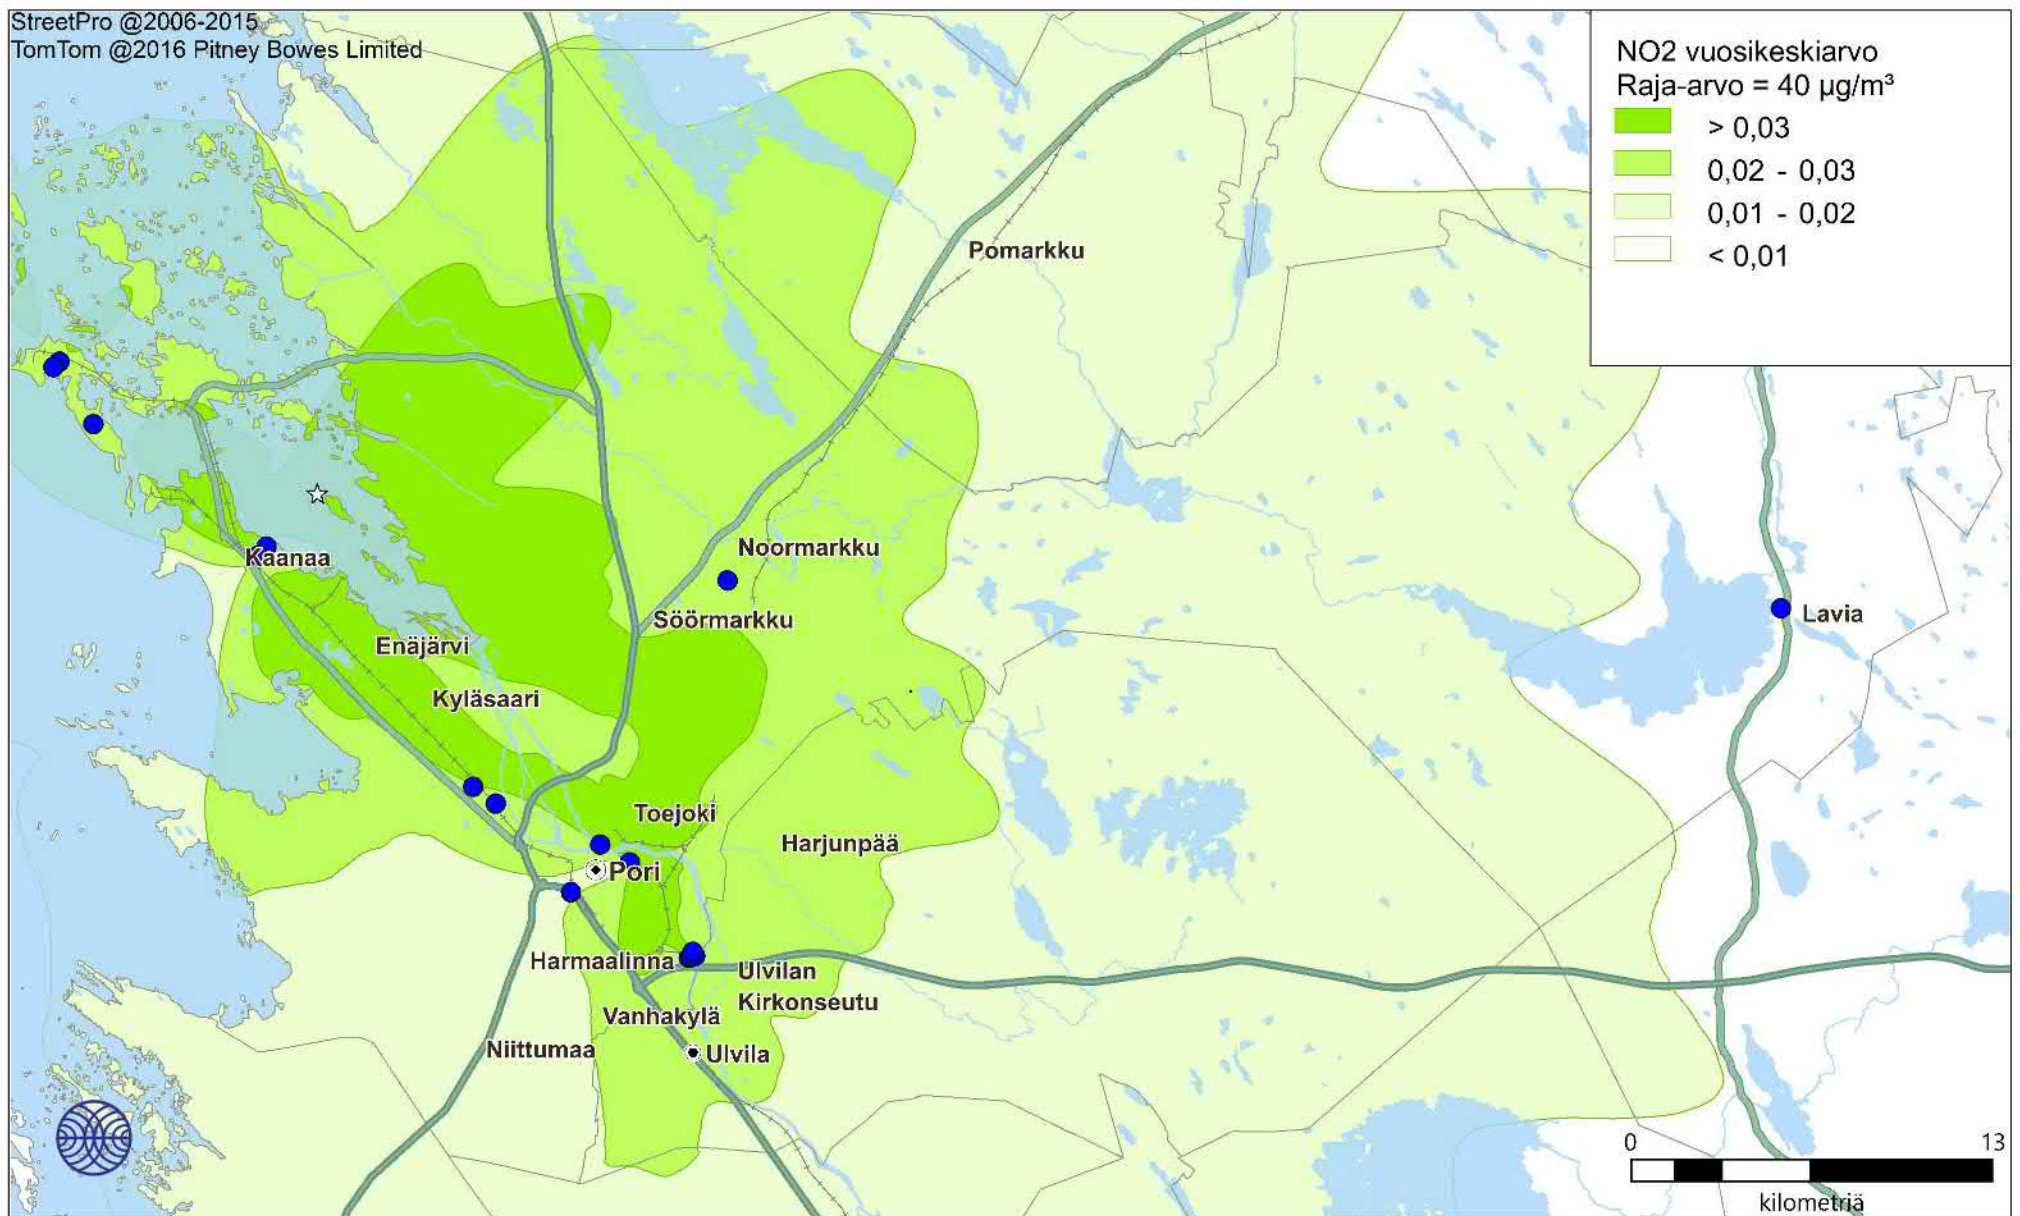 StreetPro @2006-2015
TomTom @2016 Pitney Bowes Limited
NO2 vuosikeskiarvo
Raja-arvo = 40 µg/m³
> 0,03
0,02 - 0,03
0,01 - 0,02
< 0,01
Pomarkku
Noormarkku
Kaanaa
Söörmarkku
Lavia
Enäjärvi
Kyläsaari
Toejoki
Harjunpää
Pori
Harmaalinna
Ulvilan
Kirkonseutu
Vanhakylä
Niittumaa
Ulvila
0 13
kilometriä